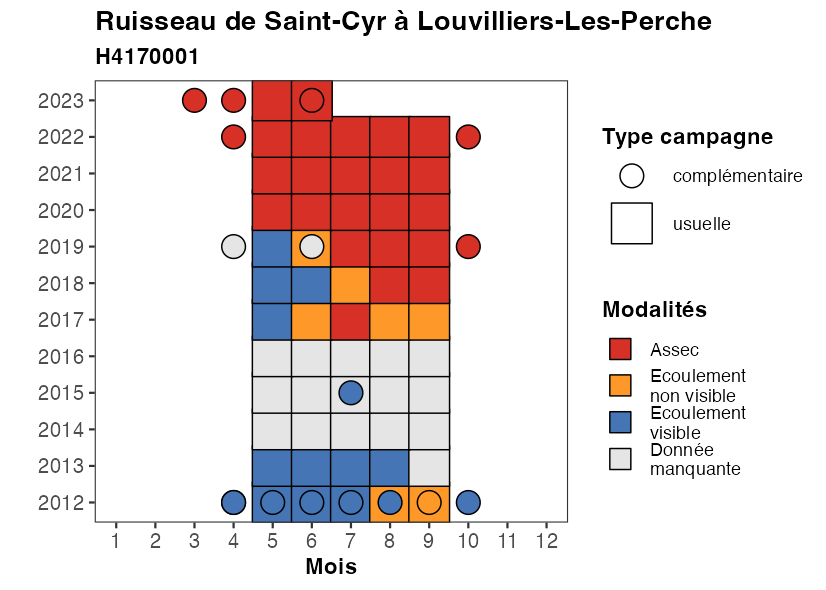 Ruisseau de Saint-Cyr à Louvilliers-Les-Perche
H4170001
2023
2022
2021
2020
2019
2018
2017
2016
2015
2014
2013
2012
1 2 3 4 5 6 7 8 9 10 11 12
Mois
Type campagne
complémentaire
usuelle
Modalités
Assec
Ecoulement
non visible
Ecoulement
visible
Donnée
manquante